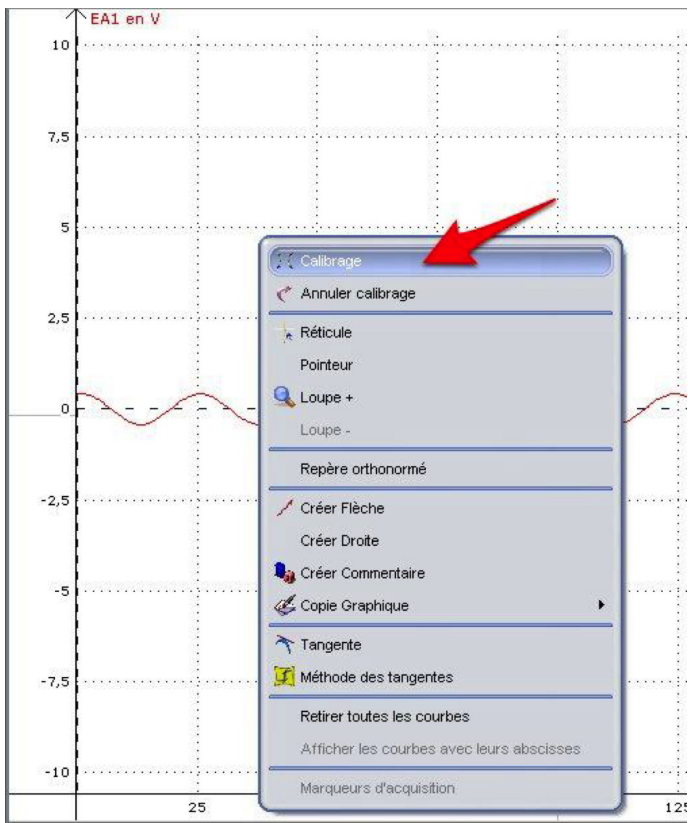 EA1 en V
10
7,5
5
2,5
0
-2,5
-5
-7,5
-10
25
125
Calibrage
Annuler calibrage
Réticule
Pointeur
Loupe +
Loupe -
Repère orthonormé
Créer Flèche
Créer Droite
Créer Commentaire
Copie Graphique
Tangente
Méthode des tangentes
Retirer toutes les courbes
Afficher les courbes avec leurs abscisses
Marqueurs d'acquisition